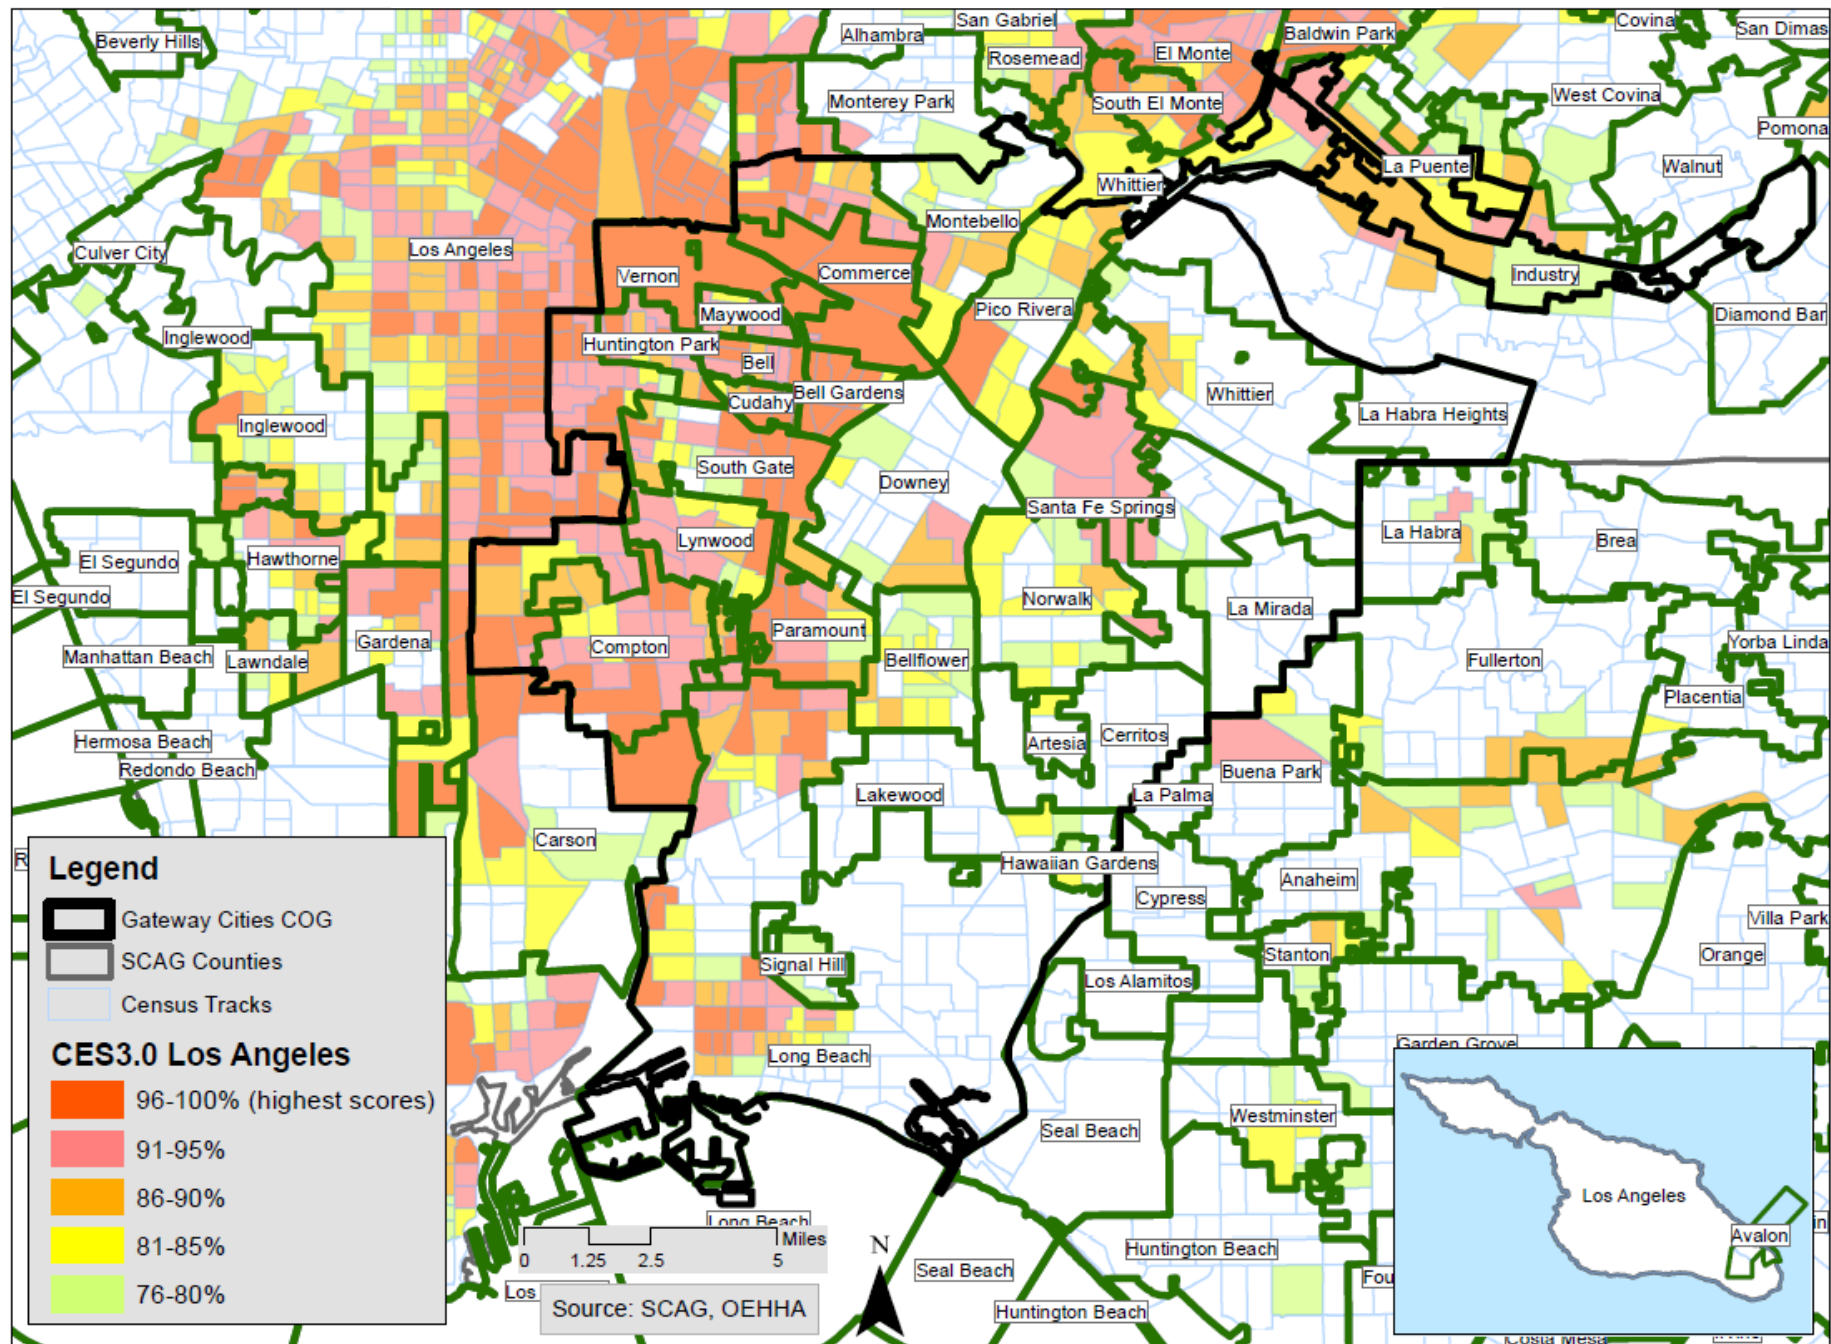 San Gabriel
Covina
San Dimas
Beverly Hills
Alhambra
Baldwin Park
Rosemead
El Monte
West Covina
Monterey Park
South El Monte
Pomona
La Puente
Walnut
Whittier
Montebello
Culver City
Los Angeles
Vernon
Commerce
Industry
Maywood
Pico Rivera
Diamond Bar
Inglewood
Huntington Park
Bell
Bell Gardens
Whittier
Cudahy
La Habra Heights
Inglewood
South Gate
Downey
Santa Fe Springs
La Habra
Lynwood
Brea
El Segundo
Hawthorne
El Segundo
Norwalk
La Mirada
Paramount
Gardena
Compton
Yorba Linda
Manhattan Beach
Lawndale
Bellflower
Fullerton
Placentia
Hermosa Beach
Artesia
Cerritos
Redondo Beach
Buena Park
Lakewood
La Palma
Carson
Hawaiian Gardens
R
Anaheim
Cypress
Villa Park
Signal Hill
Stanton
Orange
Los Alamitos
Long Beach
Garden Grove
Westminster
Seal Beach
Long Beach
Huntington Beach
Seal Beach
Fou
Los
Huntington Beach
Costa Mesa
in
Legend
Gateway Cities COG
SCAG Counties
Census Tracks
CES3.0 Los Angeles
96-100% (highest scores)
91-95%
86-90%
81-85%
76-80%
Miles
0 1.25 2.5 5
Source: SCAG, OEHHA
N
Los Angeles
Avalon